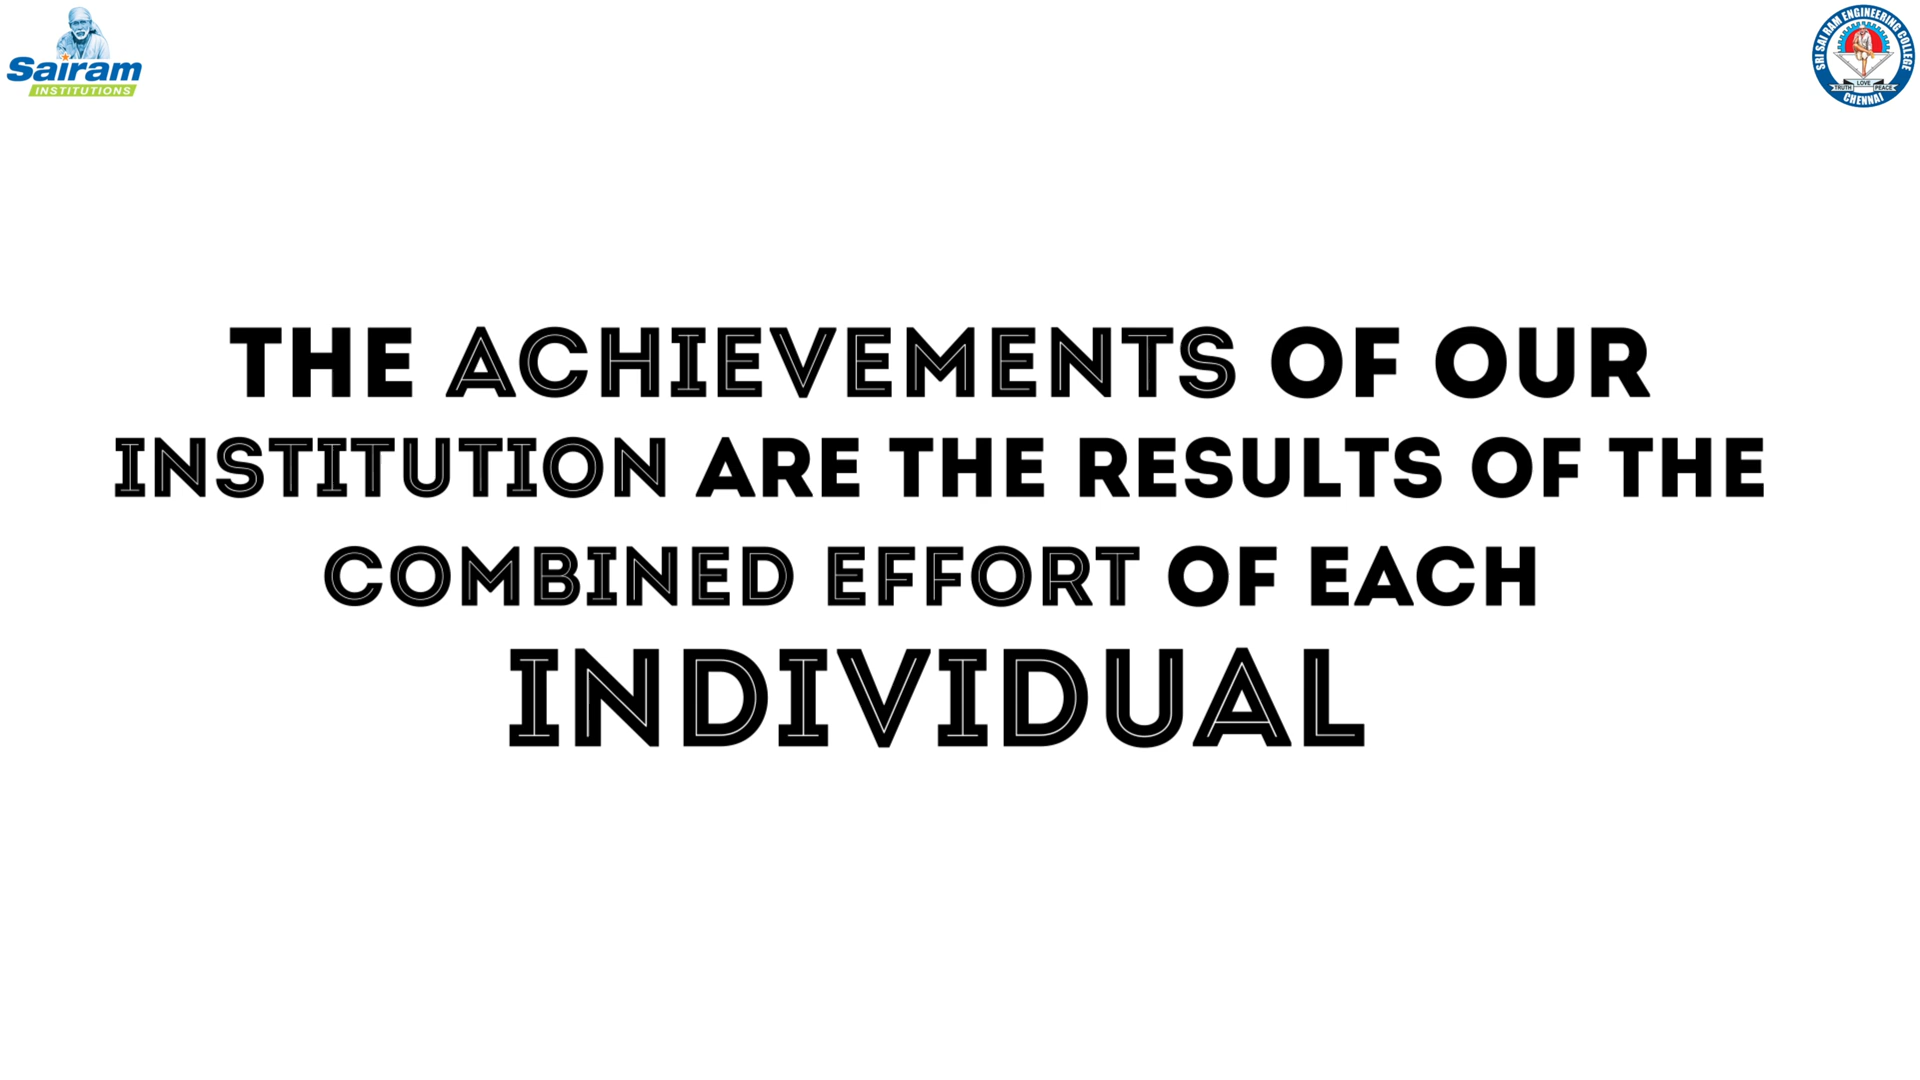 Sairam
INSTITUTIONS
SRI SAI RAM ENGINEERING COLLEGE
TRUTH LOVE PEACE
CHENNAI
THE ACHIEVEMENTS OF OUR
INSTITUTION ARE THE RESULTS OF THE
COMBINED EFFORT OF EACH
INDIVIDUAL